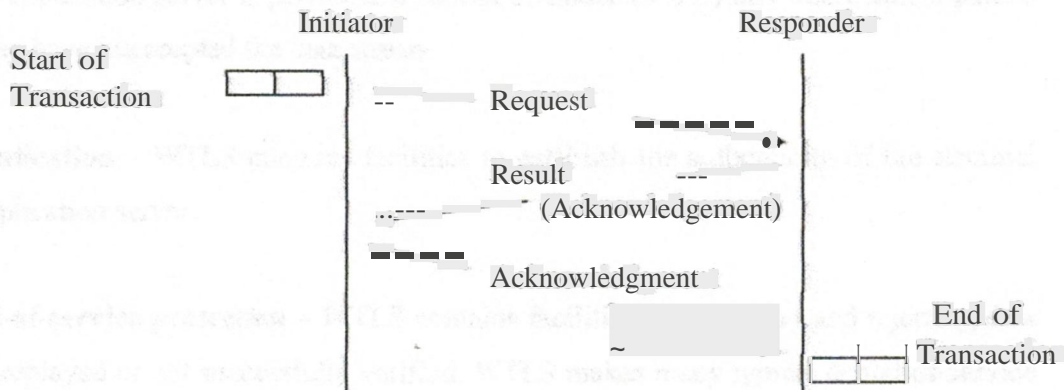 Initiator
Responder
Start of
Transaction
Request
Result
(Acknowledgement)
Acknowledgment
End of
Transaction